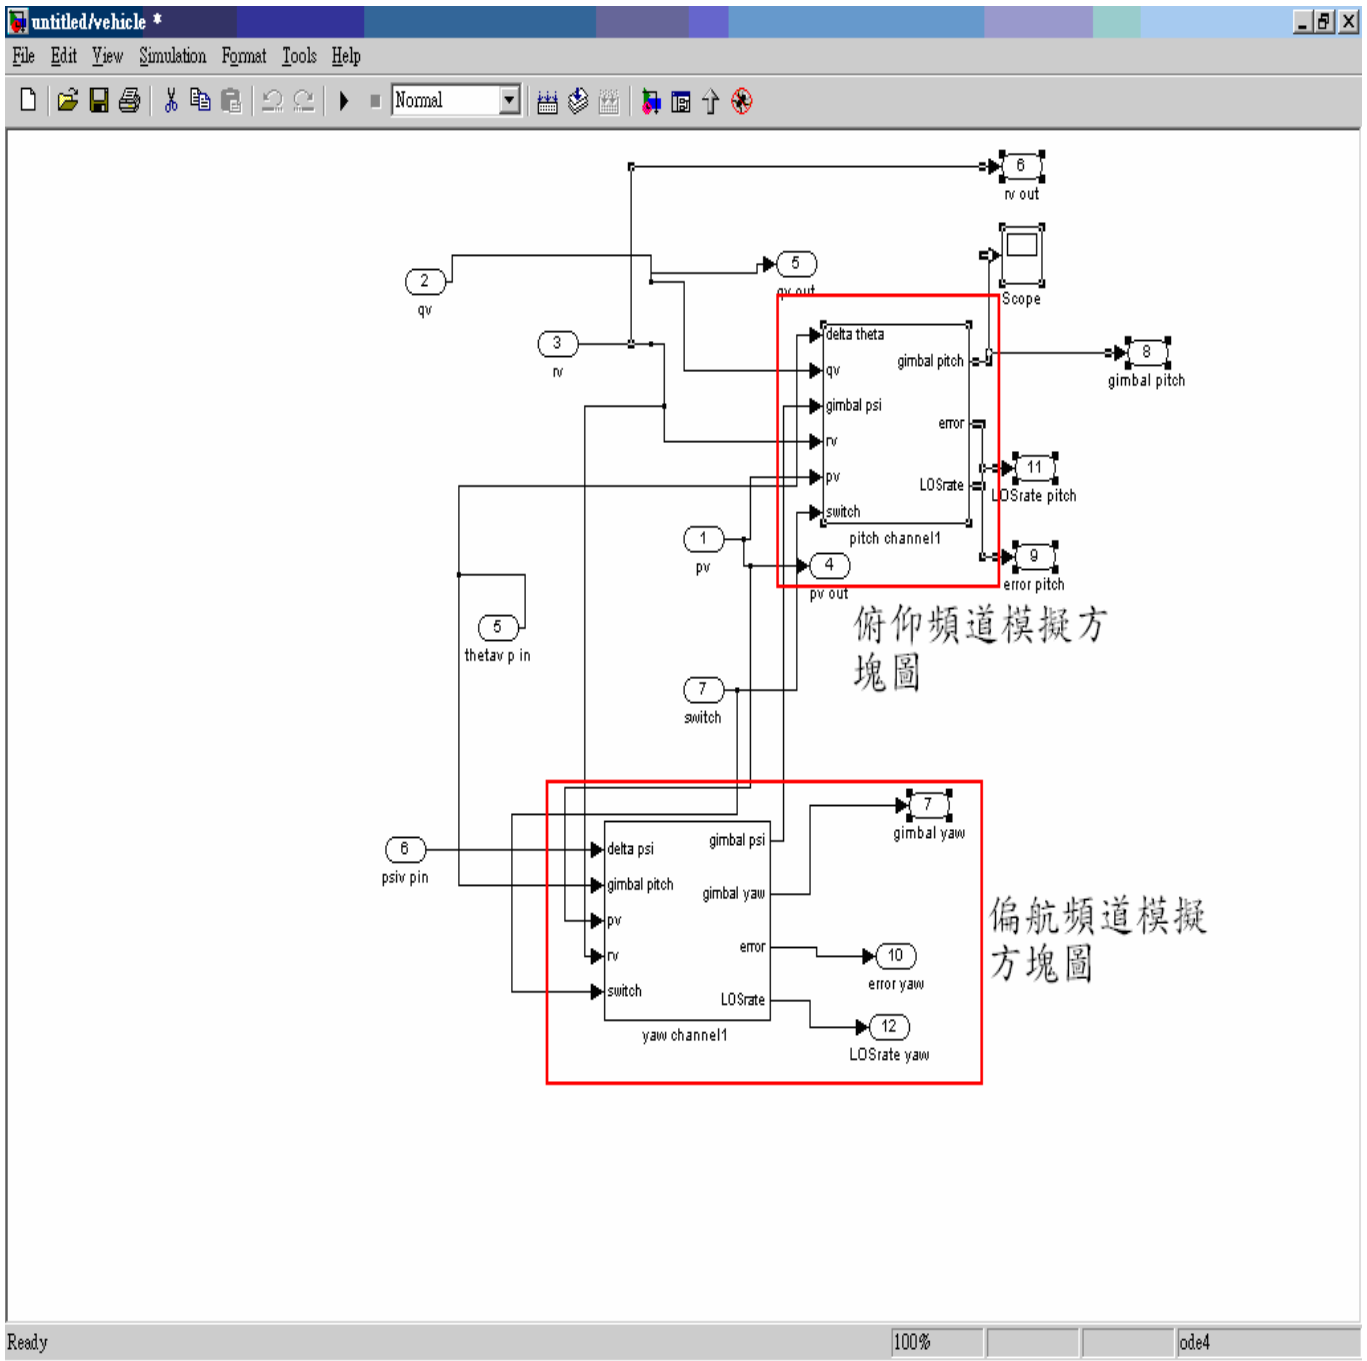 untitled/vehicle *
File Edit View Simulation Format Tools Help
Normal
6
rv out
5
qv out
2
qv
Scope
3
rv
delta theta
gimbal pitch
qv
8
gimbal pitch
gimbal psi
error
rv
11
LOSrate pitch
pv
LOSrate
switch
pitch channel1
1
pv
4
pv out
9
error pitch
俯仰頻道模擬方
塊圖
5
thetav p in
7
switch
7
gimbal yaw
6
psiv pin
delta psi
gimbal psi
gimbal pitch
gimbal yaw
pv
error
rv
10
error yaw
switch
LOSrate
yaw channel1
12
LOSrate yaw
偏航頻道模擬
方塊圖
Ready
100%
ode4